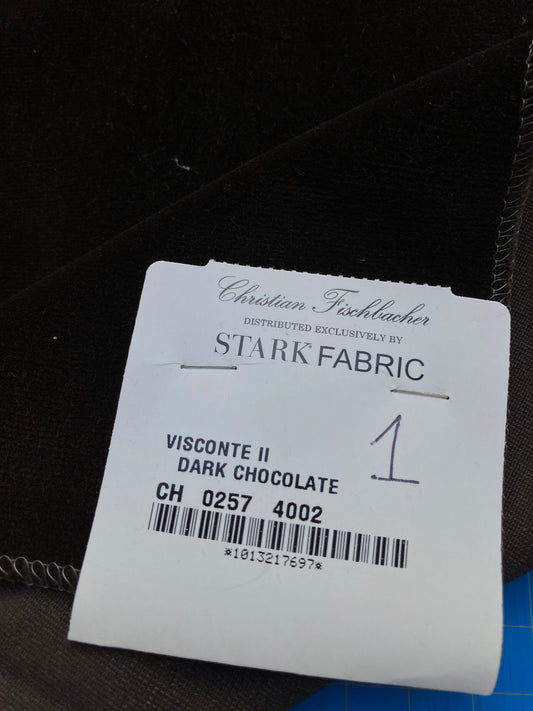 Christian Fischbacher
DISTRIBUTED EXCLUSIVELY BY
STARK FABRIC
1
VISCONTE II
DARK CHOCOLATE
CH 0257 4002
*1013217697*